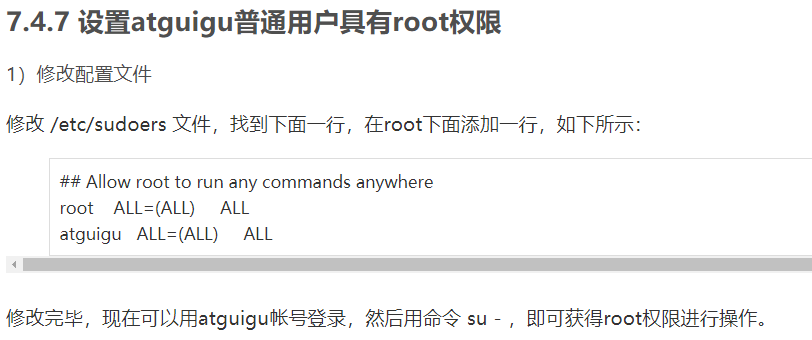 7.4.7 设置atguigu普通用户具有root权限
1）修改配置文件
修改 /etc/sudoers 文件，找到下面一行，在root下面添加一行，如下所示：
## Allow root to run any commands anywhere
root    ALL=(ALL)     ALL
atguigu   ALL=(ALL)     ALL
修改完毕，现在可以用atguigu帐号登录，然后用命令 su - ，即可获得root权限进行操作。